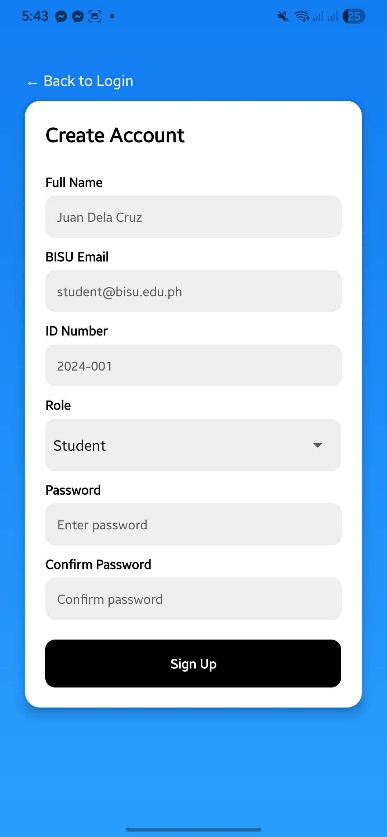 5:43
25
← Back to Login
Create Account
Full Name
Juan Dela Cruz
BISU Email
student@bisu.edu.ph
ID Number
2024-001
Role
Student
Password
Enter password
Confirm Password
Confirm password
Sign Up